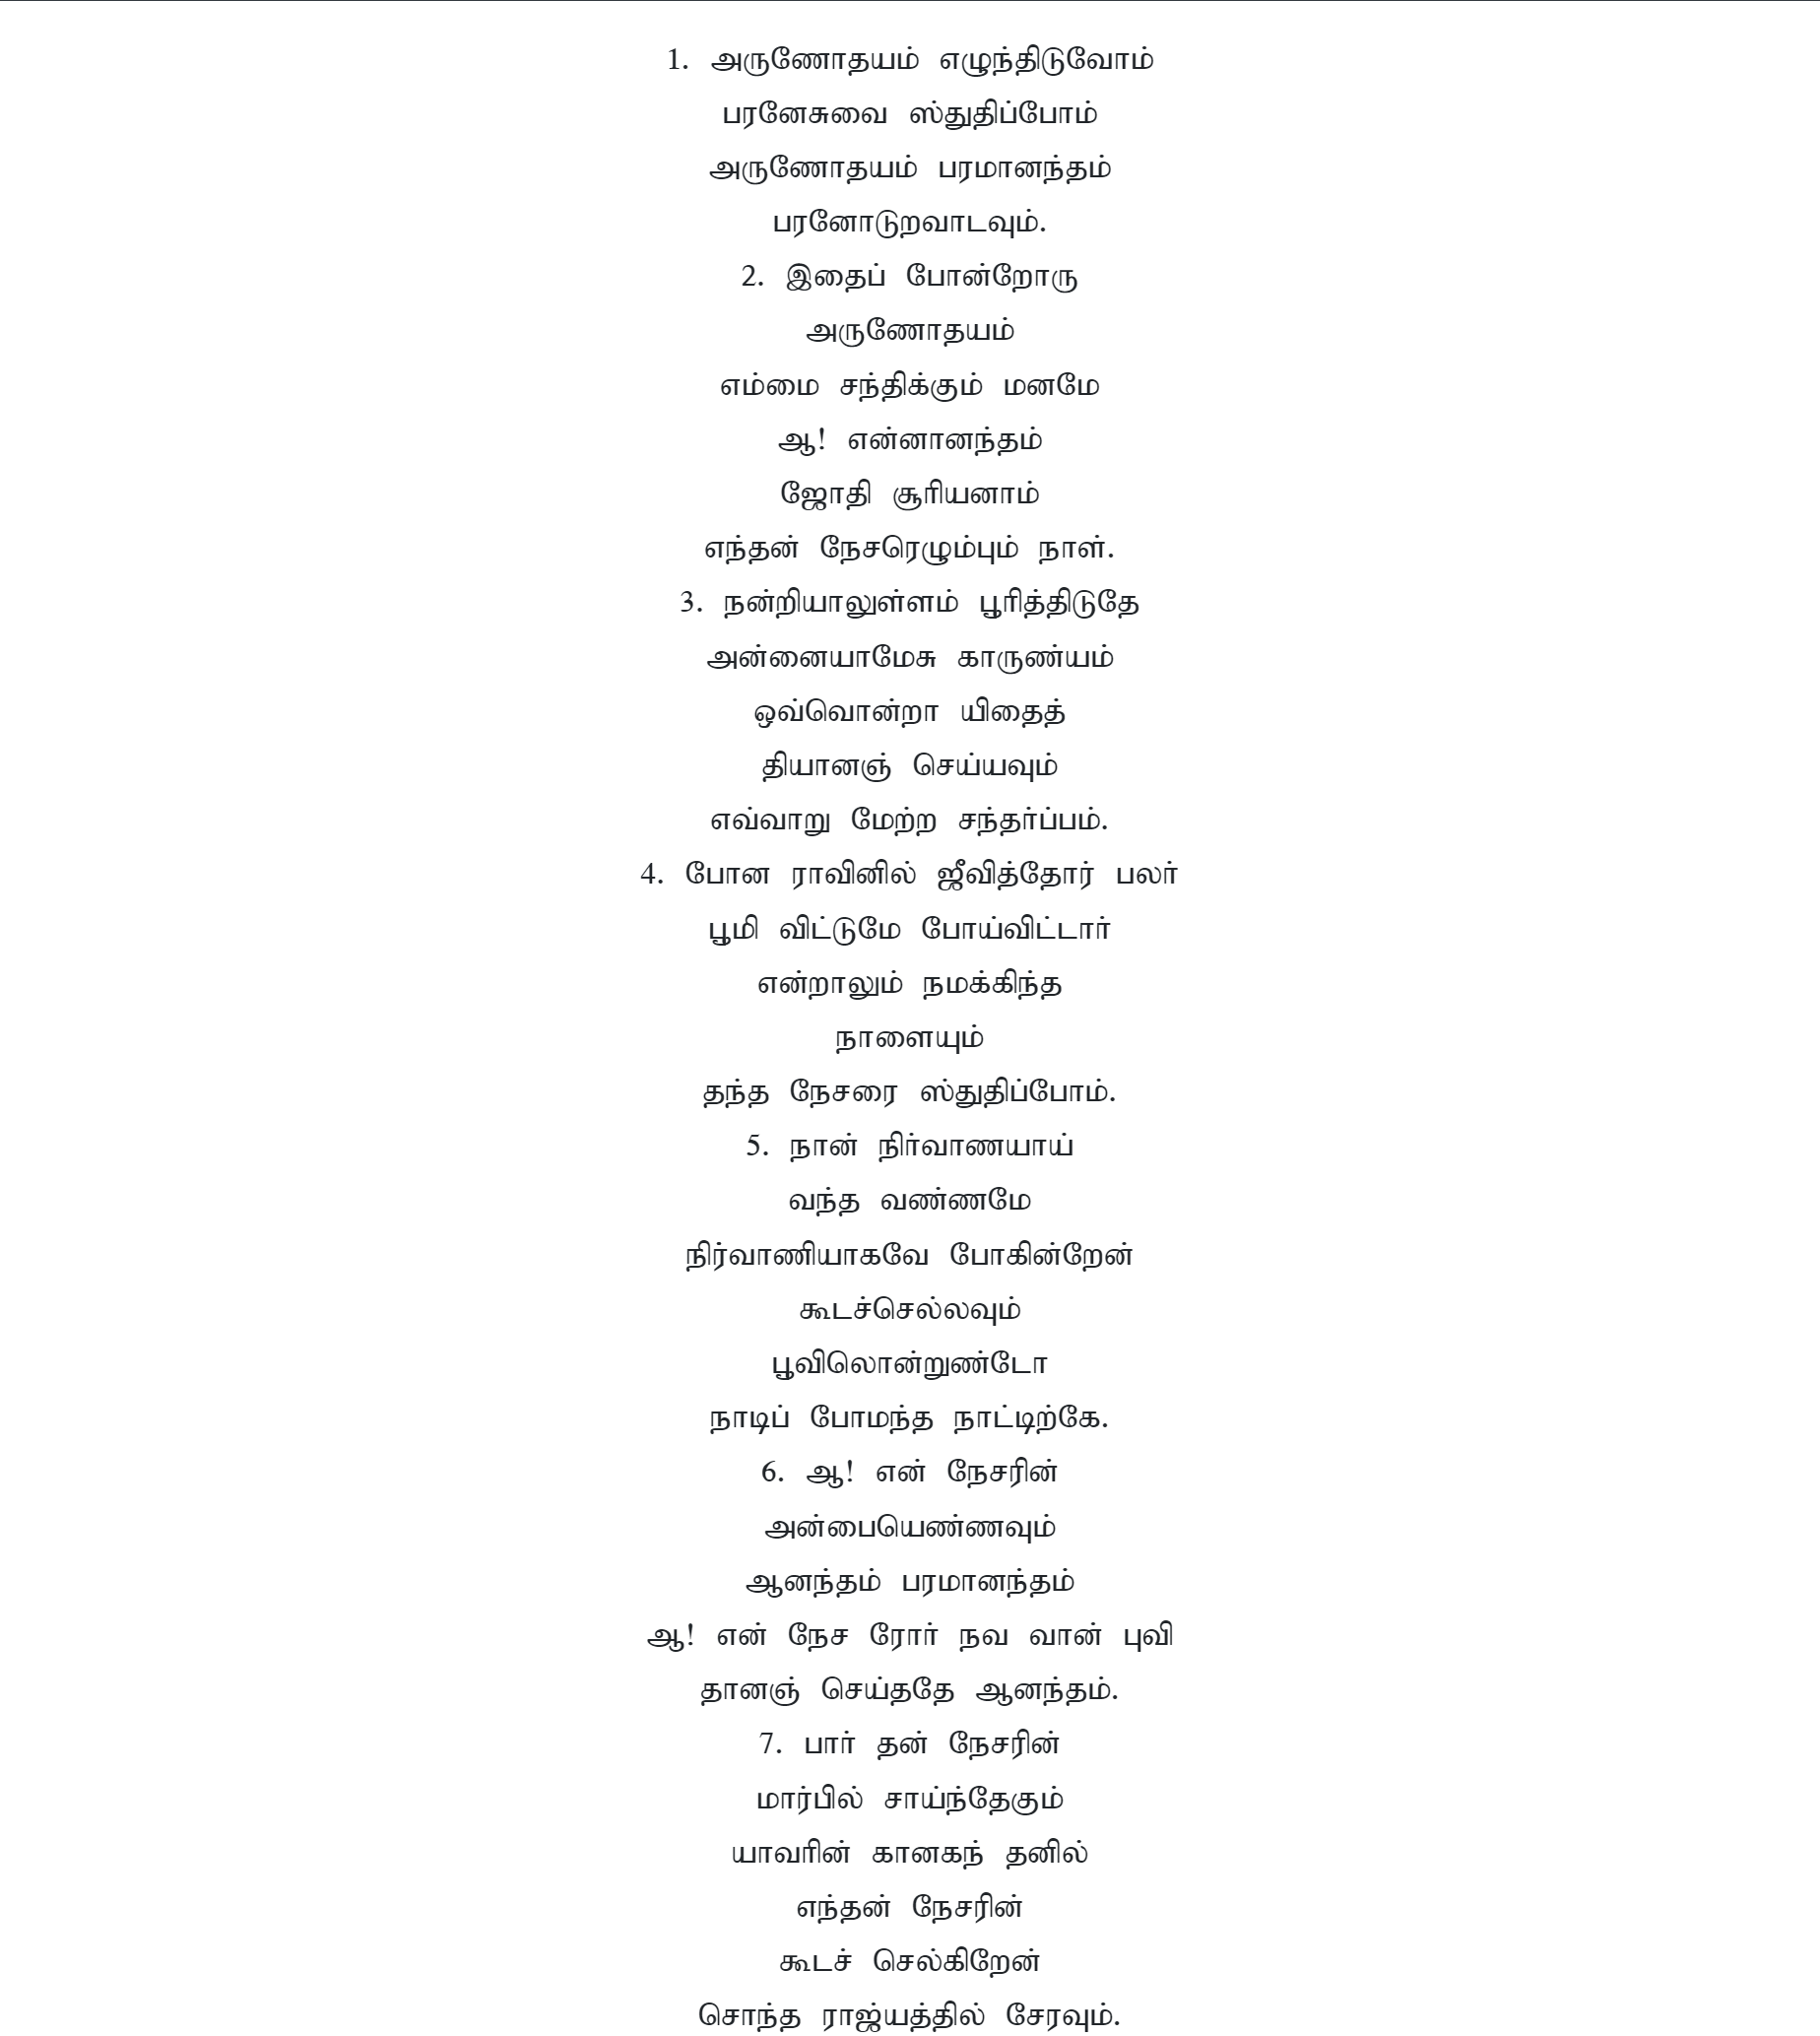 1. அருணோதயம் எழுந்திடுவோம்
பரனேசுவை ஸ்துதிப்போம்
அருணோதயம் பரமானந்தம்
பரனோடுறவாடவும்.
2. இதைப் போன்றோரு
அருணோதயம்
எம்மை சந்திக்கும் மனமே
ஆ! என்னானந்தம்
ஜோதி சூரியனாம்
எந்தன் நேசரெழும்பும் நாள்.
3. நன்றியாலுள்ளம் பூரித்திடுதே
அன்னையாமேசு காருண்யம்
ஒவ்வொன்றா யிதைத்
தியானஞ் செய்யவும்
எவ்வாறு மேற்ற சந்தர்ப்பம்.
4. போன ராவினில் ஜீவித்தோர் பலர்
பூமி விட்டுமே போய்விட்டார்
என்றாலும் நமக்கிந்த
நாளையும்
தந்த நேசரை ஸ்துதிப்போம்.
5. நான் நிர்வாணயாய்
வந்த வண்ணமே
நிர்வாணியாகவே போகின்றேன்
கூடச்செல்லவும்
பூவிலொன்றுண்டோ
நாடிப் போமந்த நாட்டிற்கே.
6. ஆ! என் நேசரின்
அன்பையெண்ணவும்
ஆனந்தம் பரமானந்தம்
ஆ! என் நேச ரோர் நவ வான் புவி
தானஞ் செய்ததே ஆனந்தம்.
7. பார் தன் நேசரின்
மார்பில் சாய்ந்தேகும்
யாவரின் கானகந் தனில்
எந்தன் நேசரின்
கூடச் செல்கிறேன்
சொந்த ராஜ்யத்தில் சேரவும்.